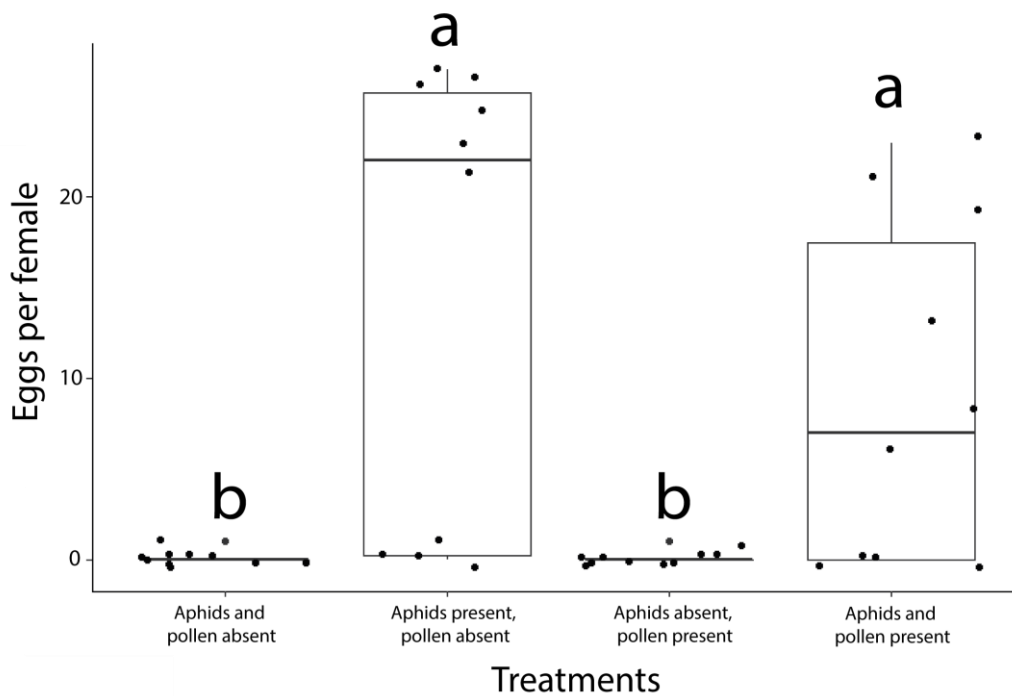 a
a
Eggs per female
20
10
0
b
b
Aphids and
pollen absent
Aphids present,
pollen absent
Aphids absent,
pollen present
Aphids and
pollen present
Treatments